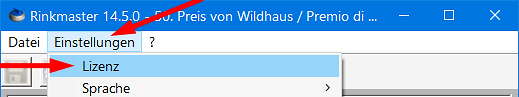 Rinkmaster 14.5.0 - 50. Preis von Wildhaus / Premio di ...
Datei Einstellungen ?
Lizenz
Sprache